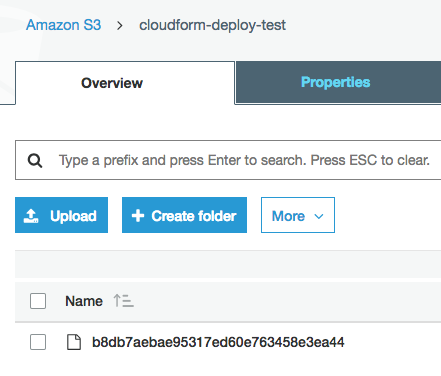 Amazon S3 > cloudform-deploy-test
Overview
Properties
Type a prefix and press Enter to search. Press ESC to clear.
Upload
Create folder
More
Name
b8db7aebae95317ed60e763458e3ea44